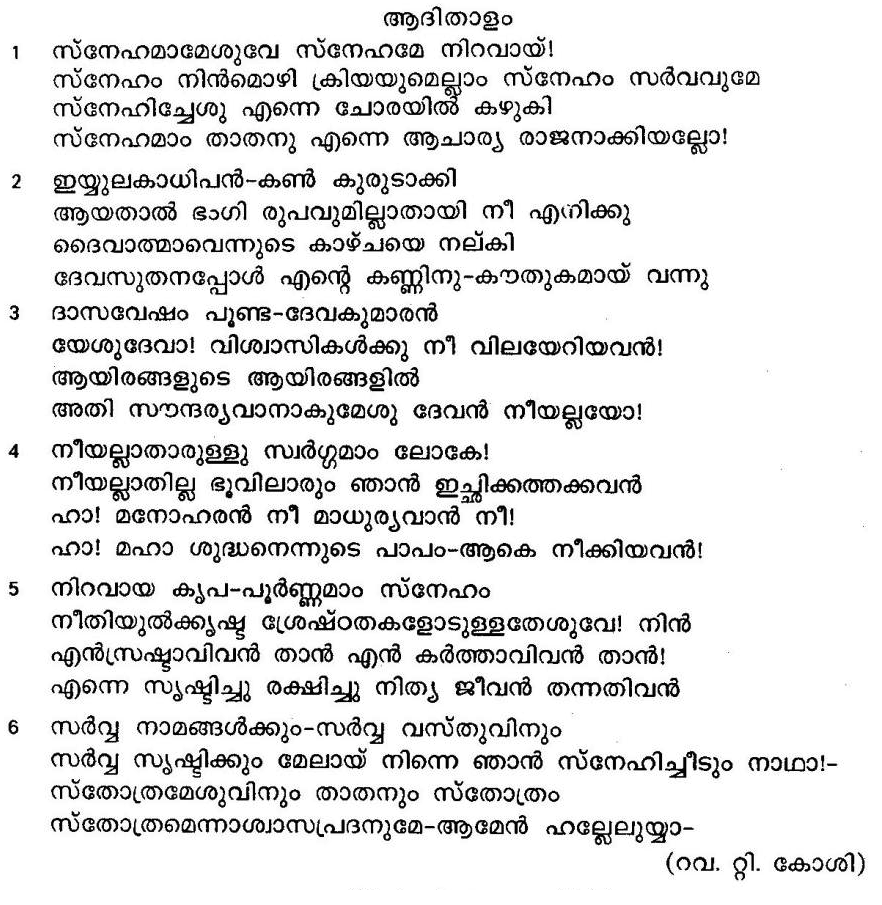 ആദിതാളം
1 സ്നേഹമാമേശുവേ സ്നേഹമേ നിറവായ്!
സ്നേഹം നിൻമൊഴി ക്രിയയുമെല്ലാം സ്നേഹം സർവവുമേ
സ്നേഹിച്ചേശു എന്നെ ചോരയിൽ കഴുകി
സ്നേഹമാം താതനു എന്നെ ആചാര്യ രാജനാക്കിയല്ലോ!
2 ഇയ്യുലകാധിപൻ-കൺ കുരുടാക്കി
ആയതാൽ ഭംഗി രുപവുമില്ലാതായി നീ എനിക്കു
ദൈവാത്മാവെന്നുടെ കാഴ്ചയെ നല്കി
ദേവസുതനപ്പോൾ എന്റെ കണ്ണിനു-കൗതുകമായ് വന്നു
3 ദാസവേഷം പൂണ്ട-ദേവകുമാരൻ
യേശുദേവാ! വിശ്വാസികൾക്കു നീ വിലയേറിയവൻ!
ആയിരങ്ങളുടെ ആയിരങ്ങളിൽ
അതി സൗന്ദര്യവാനാകുമേശു ദേവൻ നീയല്ലയോ!
4 നീയല്ലാതാരുള്ളു സ്വർഗ്ഗമാം ലോകേ!
നീയല്ലാതില്ല ഭൂവിലാരും ഞാൻ ഇച്ഛിക്കത്തക്കവൻ
ഹാ! മനോഹരൻ നീ മാധുര്യവാൻ നീ!
ഹാ! മഹാ ശുദ്ധനെന്നുടെ പാപം-ആകെ നീക്കിയവൻ!
5 നിറവായ കൃപ-പൂർണ്ണമാം സ്നേഹം
നീതിയുൽക്കൃഷ്ട ശ്രേഷ്ഠതകളോടുള്ളതേശുവേ! നിൻ
എൻസ്രഷ്ടാവിവൻ താൻ എൻ കർത്താവിവൻ താൻ!
എന്നെ സൃഷ്ടിച്ചു രക്ഷിച്ചു നിത്യ ജീവൻ തന്നതിവൻ
6 സർവ്വ നാമങ്ങൾക്കും-സർവ്വ വസ്തുവിനും
സർവ്വ സൃഷ്ടിക്കും മേലായ് നിന്നെ ഞാൻ സ്നേഹിച്ചീടും നാഥാ!-
സ്തോത്രമേശുവിനും താതനും സ്തോത്രം
സ്തോത്രമെന്നാശ്വാസപ്രദനുമേ-ആമേൻ ഹല്ലേലുയ്യാ-
(റവ. റ്റി. കോശി)